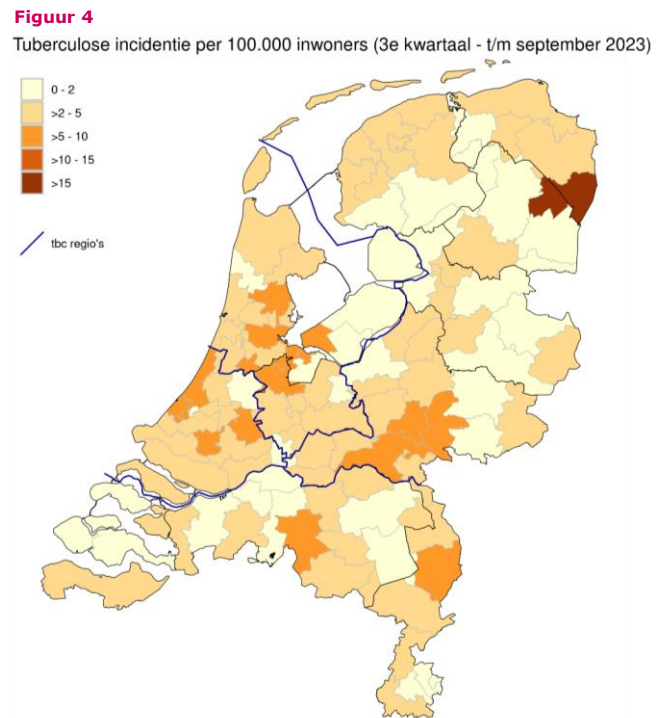 Figuur 4
Tuberculose incidentie per 100.000 inwoners (3e kwartaal - t/m september 2023)
0 - 2
>2 - 5
>5 - 10
>10 - 15
>15
tbc regio's